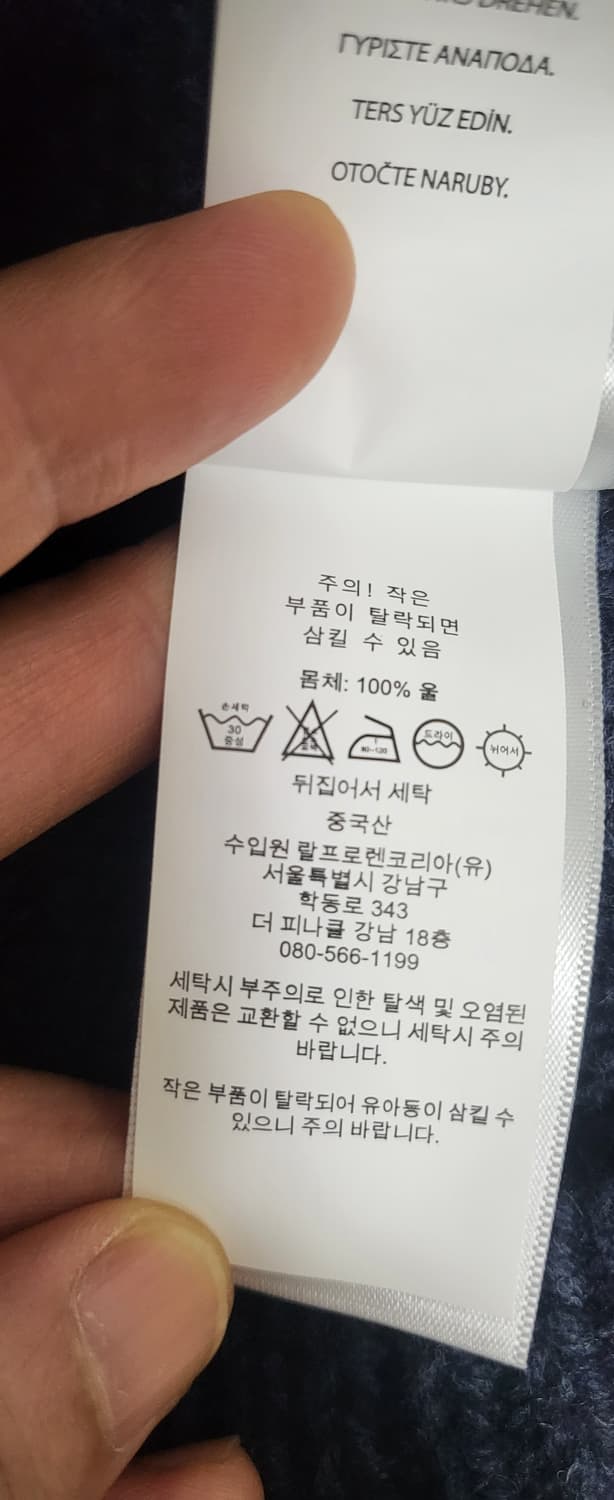 DREHEN.
ΓΥΡΙΣΤΕ ΑΝΑΠΟΔΑ.
TERS YÜZ EDİN.
OTOČTE NARUBY.
주의! 작은
부품이 탈락되면
삼킬 수 있음
몸체: 100% 울
손세탁
30
중성
80~120
드라이
뉘어서
뒤집어서 세탁
중국산
수입원 랄프로렌코리아(유)
서울특별시 강남구
학동로 343
더 피나클 강남 18층
080-566-1199
세탁시 부주의로 인한 탈색 및 오염된
제품은 교환할 수 없으니 세탁시 주의
바랍니다.
작은 부품이 탈락되어 유아등이 삼킬 수
있으니 주의 바랍니다.